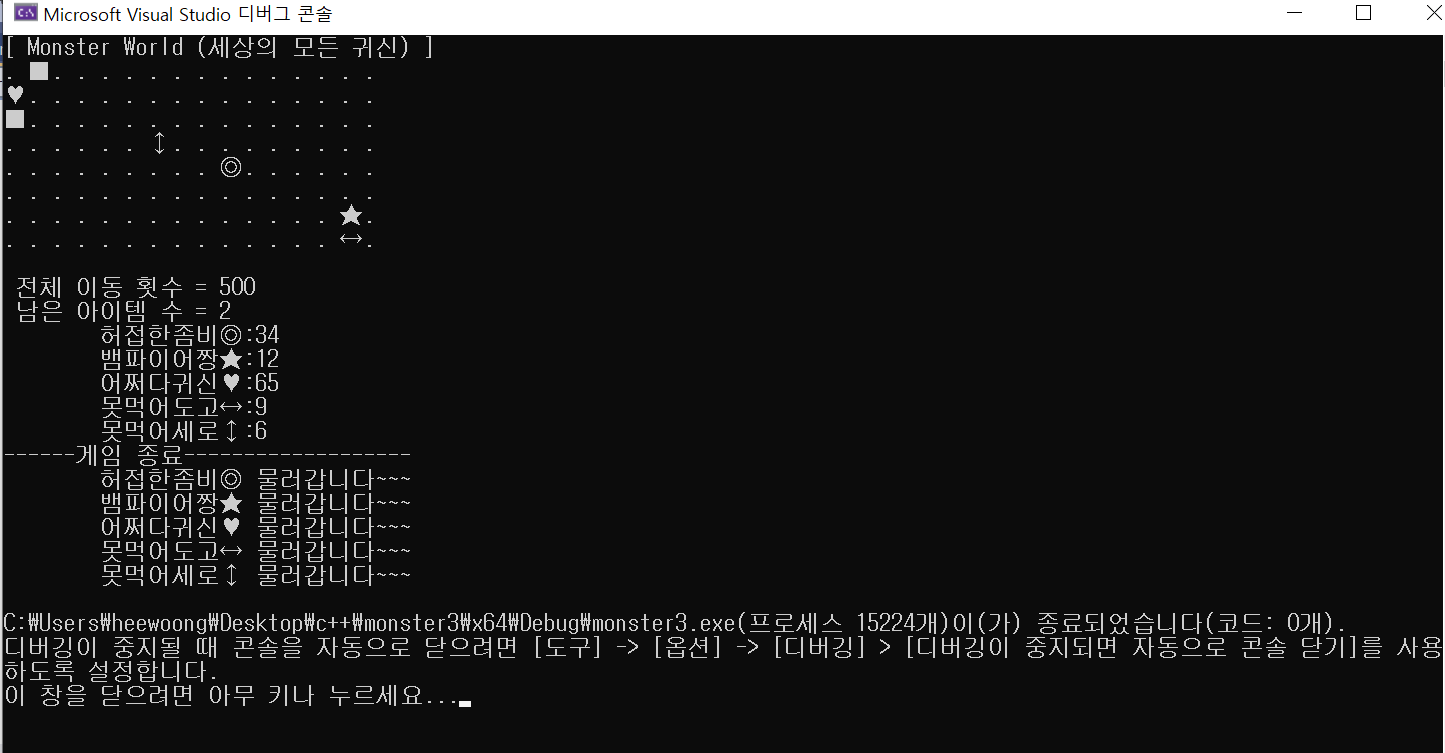 Microsoft Visual Studio 디버그 콘솔
[ Monster World (세상의 모든 귀신) ]
. ■ . . . . . . . . . . . . . .
♥ . . . . . . . . . . . . . . .
■ . . . . . . . . . . . . . . .
. . . . . . ↕ . . . . . . . . .
. . . . . . . . . ◎ . . . . . .
. . . . . . . . . . . . . . . .
. . . . . . . . . . . . . . ★ .
. . . . . . . . . . . . . . ↔ .
전체 이동 횟수 = 500
남은 아이템 수 = 2
허접한좀비◎:34
뱀파이어짱★:12
어쩌다귀신♥:65
못먹어도고↔:9
못먹어세로↕:6
------게임 종료-------------------
허접한좀비◎ 물러갑니다~~~
뱀파이어짱★ 물러갑니다~~~
어쩌다귀신♥ 물러갑니다~~~
못먹어도고↔ 물러갑니다~~~
못먹어세로↕ 물러갑니다~~~
C:₩Users₩heewoong₩Desktop₩c++₩monster3₩x64₩Debug₩monster3.exe(프로세스 15224개)이(가) 종료되었습니다(코드: 0개).
디버깅이 중지될 때 콘솔을 자동으로 닫으려면 [도구] -> [옵션] -> [디버깅] > [디버깅이 중지되면 자동으로 콘솔 닫기]를 사용
하도록 설정합니다.
이 창을 닫으려면 아무 키나 누르세요...